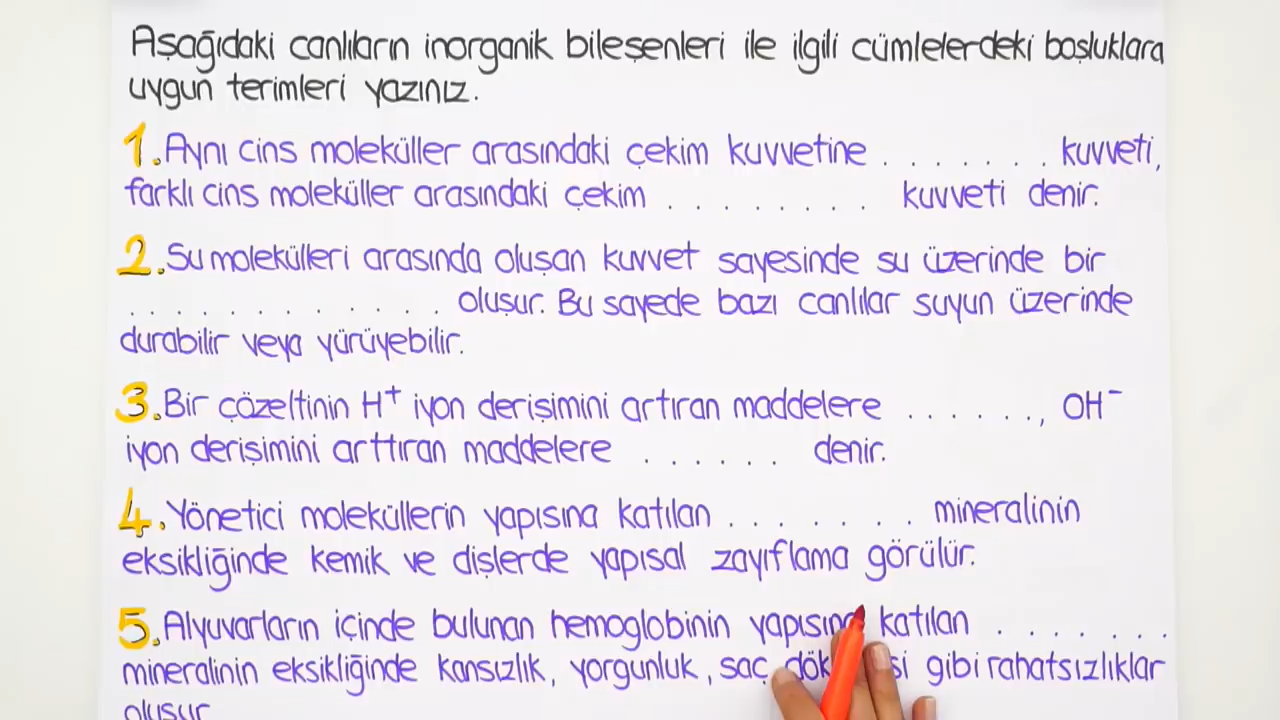 Aşağıdaki canlıların inorganik bileşenleri ile ilgili cümlelerdeki boşluklara
uygun terimleri yazınız.
1. Aynı cins moleküller arasındaki çekim kuvvetine . . . . . . . kuvveti,
farklı cins moleküller arasındaki çekim . . . . . . . . . kuvveti denir.
2. Su molekülleri arasında oluşan kuvvet sayesinde su üzerinde bir
. . . . . . . . . . . . . oluşur. Bu sayede bazı canlılar suyun üzerinde
durabilir veya yürüyebilir.
3. Bir çözeltinin H⁺ iyon derişimini artıran maddelere . . . . . ., OH⁻
iyon derişimini arttıran maddelere . . . . . . denir.
4. Yönetici moleküllerin yapısına katılan . . . . . . . . mineralinin
eksikliğinde kemik ve dişlerde yapısal zayıflama görülür.
5. Alyuvarların içinde bulunan hemoglobinin yapısına katılan . . . . . . .
mineralinin eksikliğinde kansızlık, yorgunluk, saç gibi rahatsızlıklar
oluşur